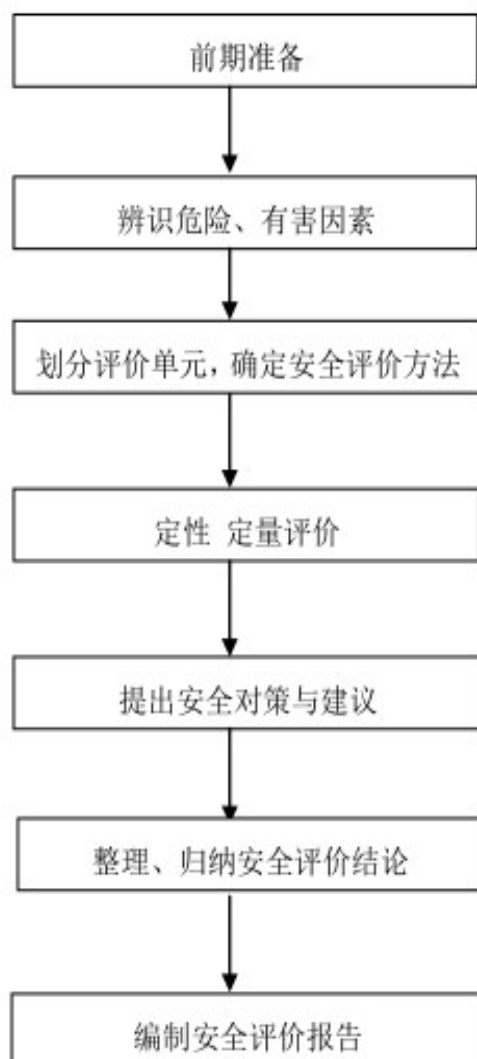 前期准备
辨识危险、有害因素
划分评价单元，确定安全评价方法
定性 定量评价
提出安全对策与建议
整理、归纳安全评价结论
编制安全评价报告